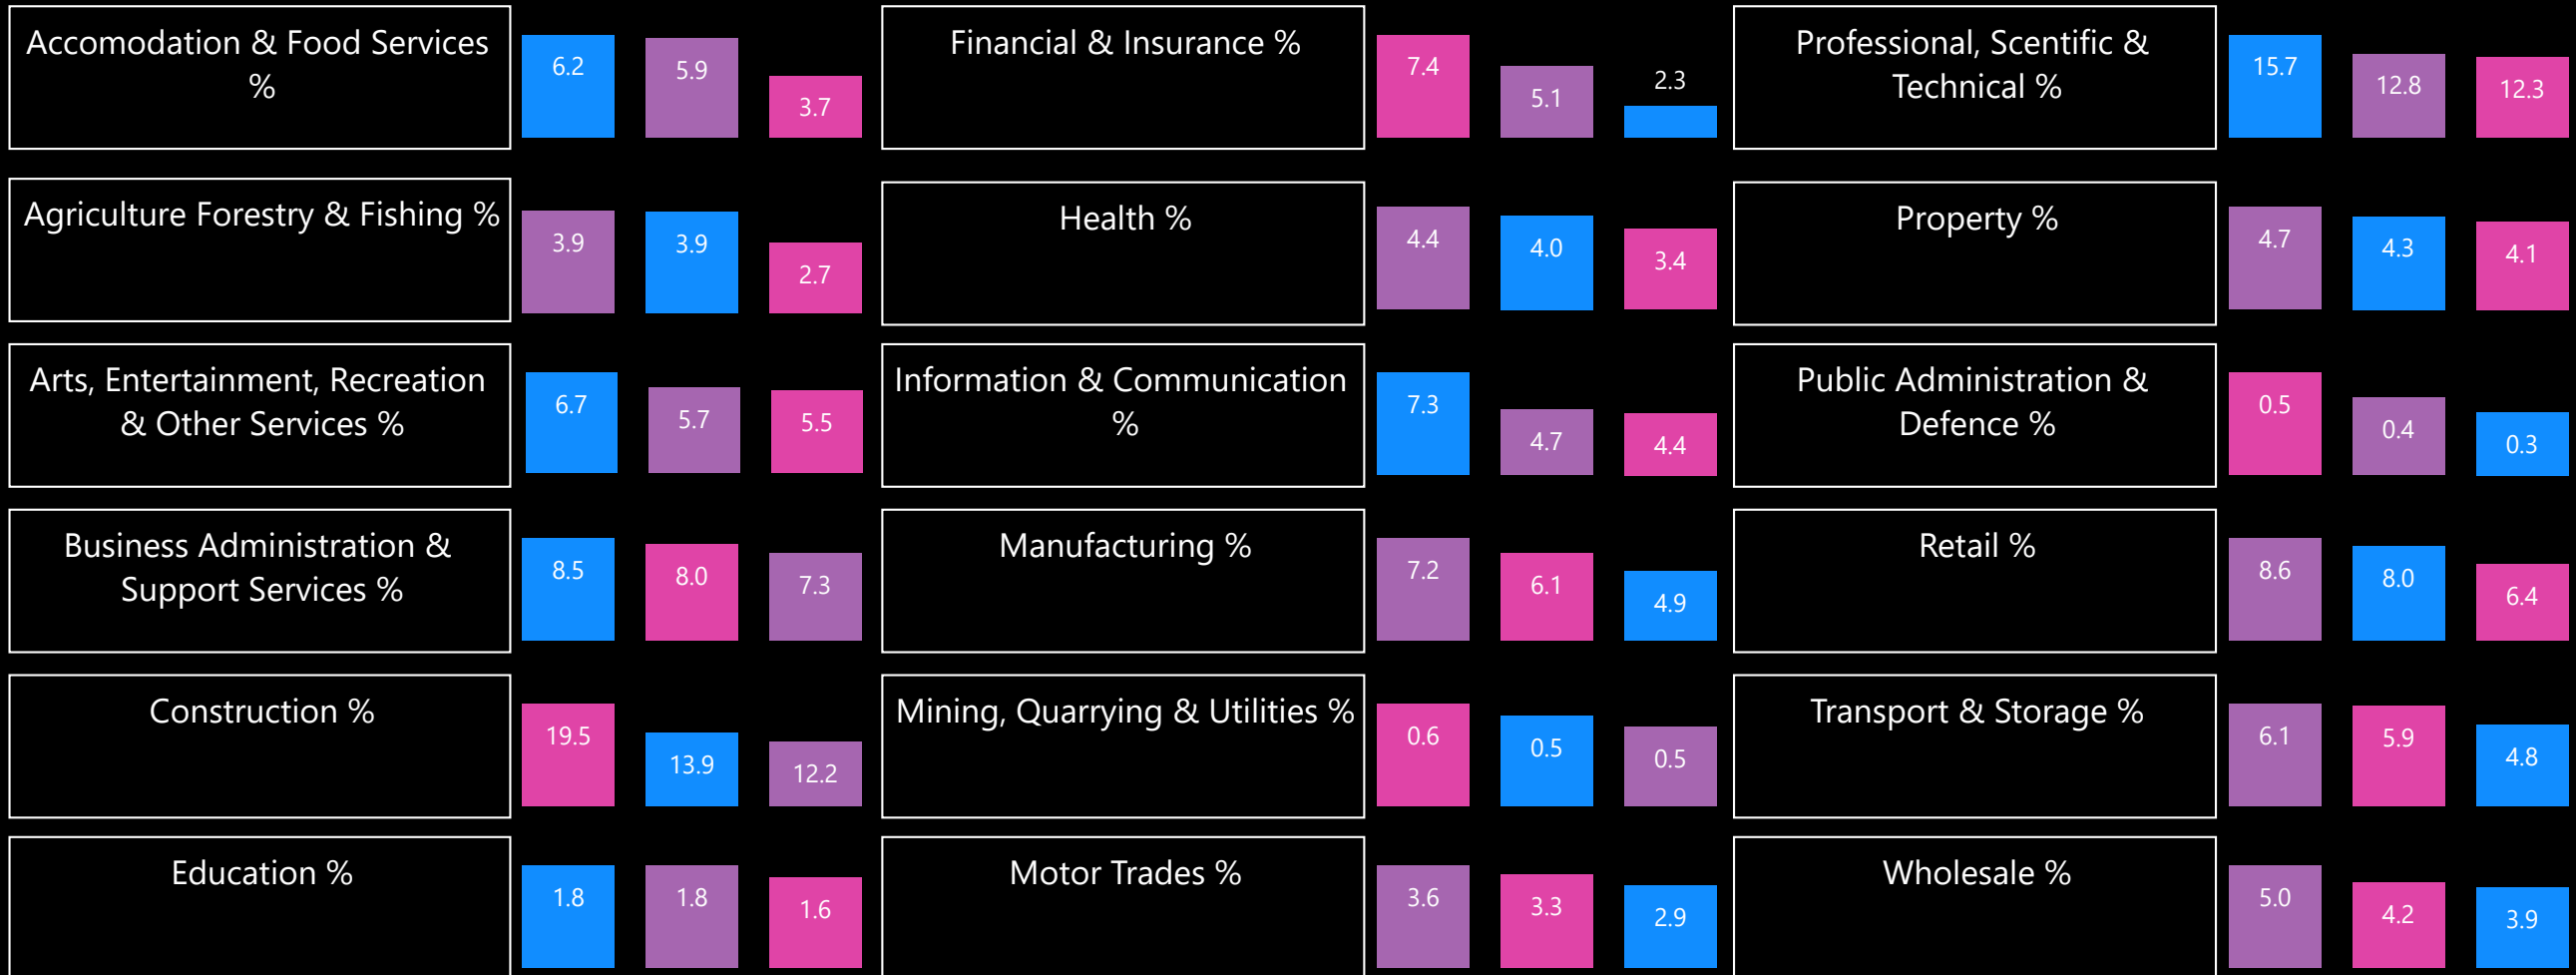 Accomodation & Food Services
%
6.2
5.9
3.7
Financial & Insurance %
7.4
5.1
2.3
Professional, Scentific &
Technical %
15.7
12.8
12.3
Agriculture Forestry & Fishing %
3.9
3.9
2.7
Health %
4.4
4.0
3.4
Property %
4.7
4.3
4.1
Arts, Entertainment, Recreation
& Other Services %
6.7
5.7
5.5
Information & Communication
%
7.3
4.7
4.4
Public Administration &
Defence %
0.5
0.4
0.3
Business Administration &
Support Services %
8.5
8.0
7.3
Manufacturing %
7.2
6.1
4.9
Retail %
8.6
8.0
6.4
Construction %
19.5
13.9
12.2
Mining, Quarrying & Utilities %
0.6
0.5
0.5
Transport & Storage %
6.1
5.9
4.8
Education %
1.8
1.8
1.6
Motor Trades %
3.6
3.3
2.9
Wholesale %
5.0
4.2
3.9